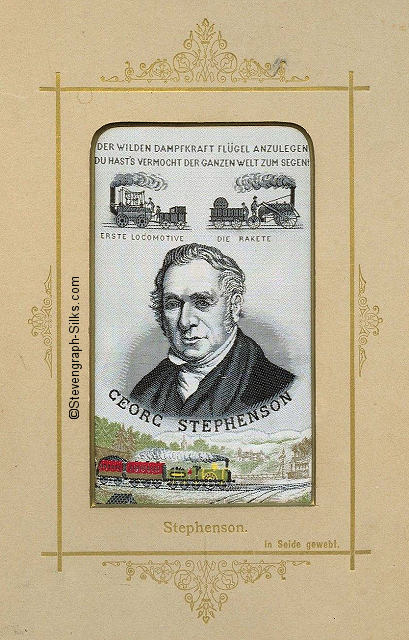 DER WILDEN DAMPFKRAFT FLÜGEL ANZULEGEN
DU HAST'S VERMOCHT DER GANZEN WELT ZUM SEGEN!
ERSTE LOCOMOTIVE DIE RAKETE
GEORG STEPHENSON
Stephenson.
in Seide gewebt.
©Stevengraph-Silks.com